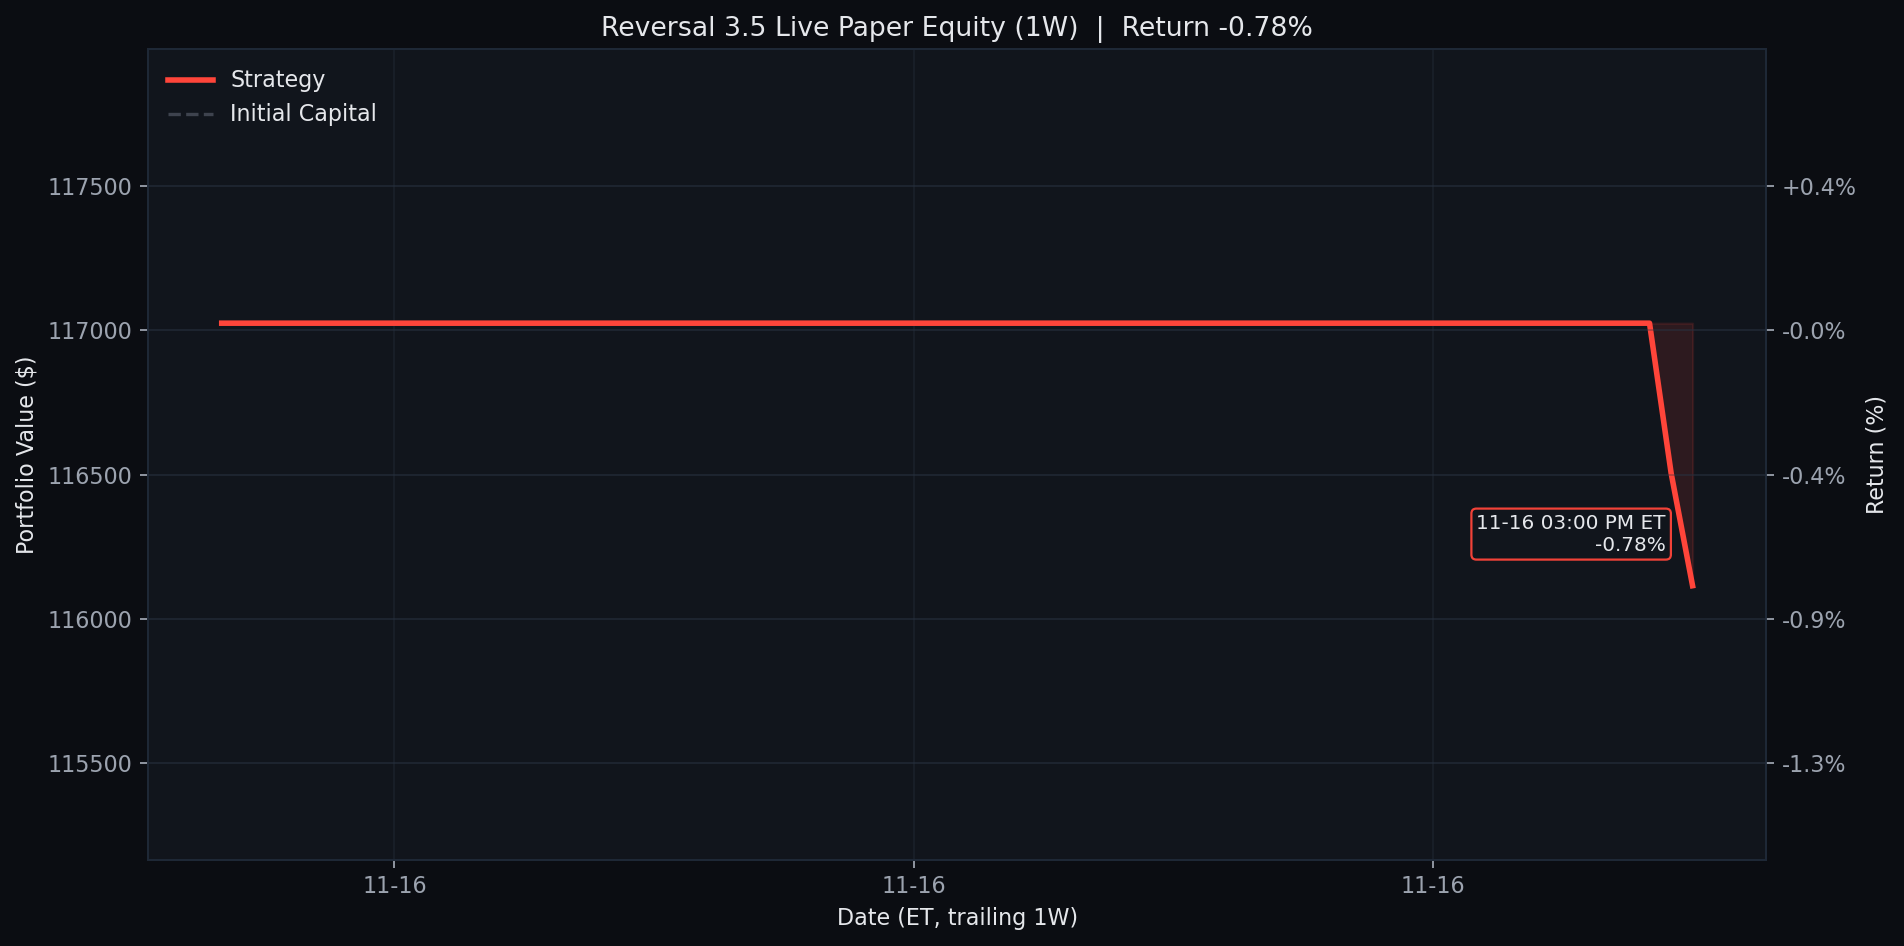 Reversal 3.5 Live Paper Equity (1W) | Return -0.78%
Strategy
Initial Capital
117500
117000
116500
116000
115500
Portfolio Value ($)
+0.4%
-0.0%
-0.4%
-0.9%
-1.3%
Return (%)
11-16 03:00 PM ET
-0.78%
11-16
11-16
11-16
Date (ET, trailing 1W)